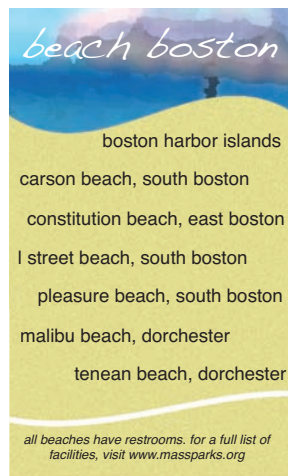 beach boston
boston harbor islands
carson beach, south boston
constitution beach, east boston
l street beach, south boston
pleasure beach, south boston
malibu beach, dorchester
tenean beach, dorchester
all beaches have restrooms. for a full list of
facilities, visit www.massparks.org